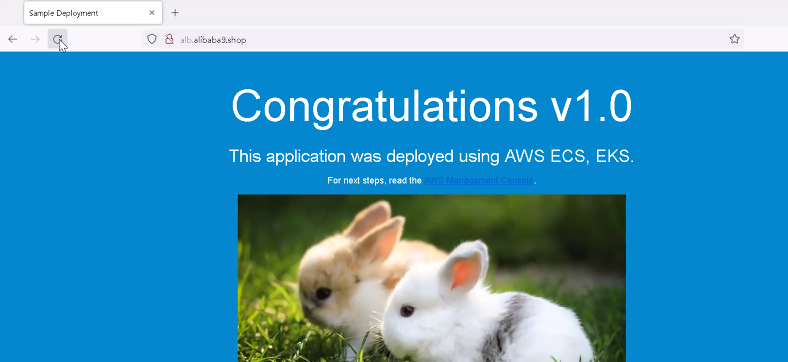 Sample Deployment
alb.alibaba9.shop
Congratulations v1.0
This application was deployed using AWS ECS, EKS.
For next steps, read the AWS Management Console.